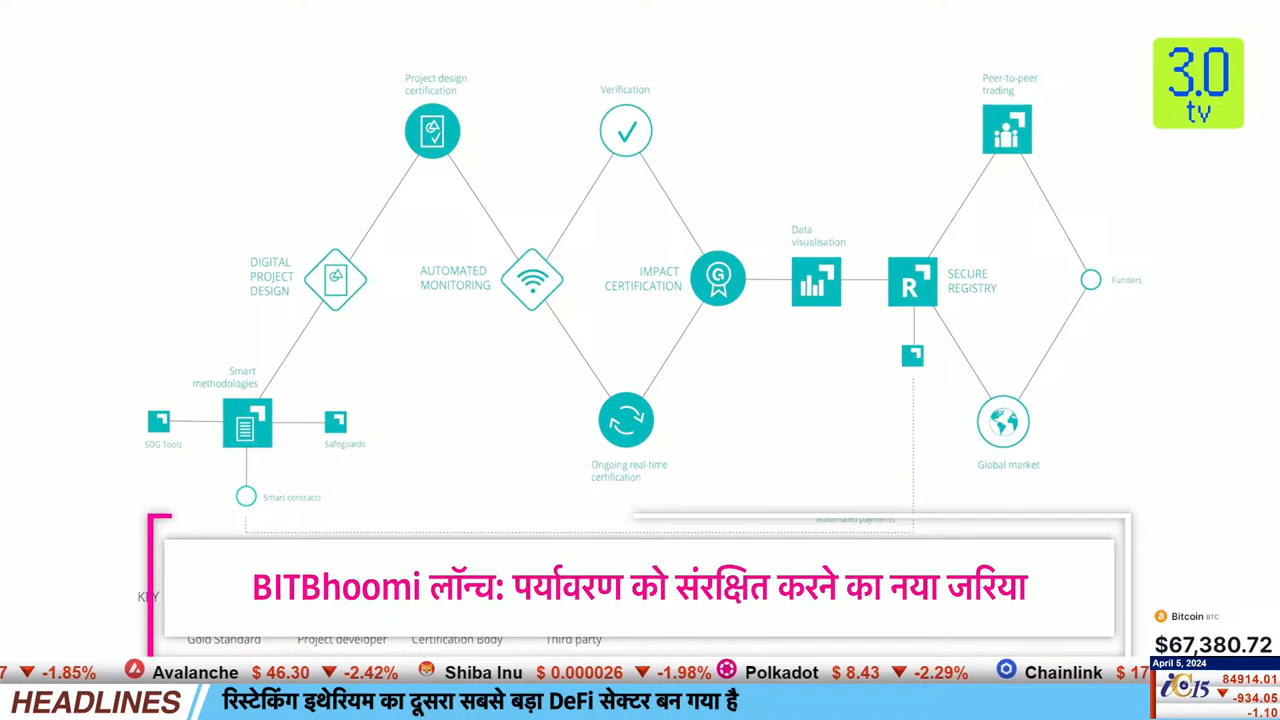 3.0
tv
Project design
certification
Verification
Peer-to-peer
trading
Data
visualisation
DIGITAL
PROJECT
DESIGN
AUTOMATED
MONITORING
IMPACT
CERTIFICATION
G
R
SECURE
REGISTRY
Funders
Smart
methodologies
SDG Tools
Safeguards
Ongoing real-time
certification
Global market
Smart contracts
Automated payments
BITBhoomi लॉन्च: पर्यावरण को संरक्षित करने का नया जरिया
KEY
Gold Standard Project developer Certification Body Third party
Bitcoin BTC
$67,380.72
7 -1.85% Avalanche $ 46.30 -2.42% Shiba Inu $ 0.000026 -1.98% Polkadot $ 8.43 -2.29% Chainlink $ 17
April 5, 2024
ic15 84914.01
-934.05
-1.10
HEADLINES रिस्टेकिंग इथेरियम का दूसरा सबसे बड़ा DeFi सेक्टर बन गया है